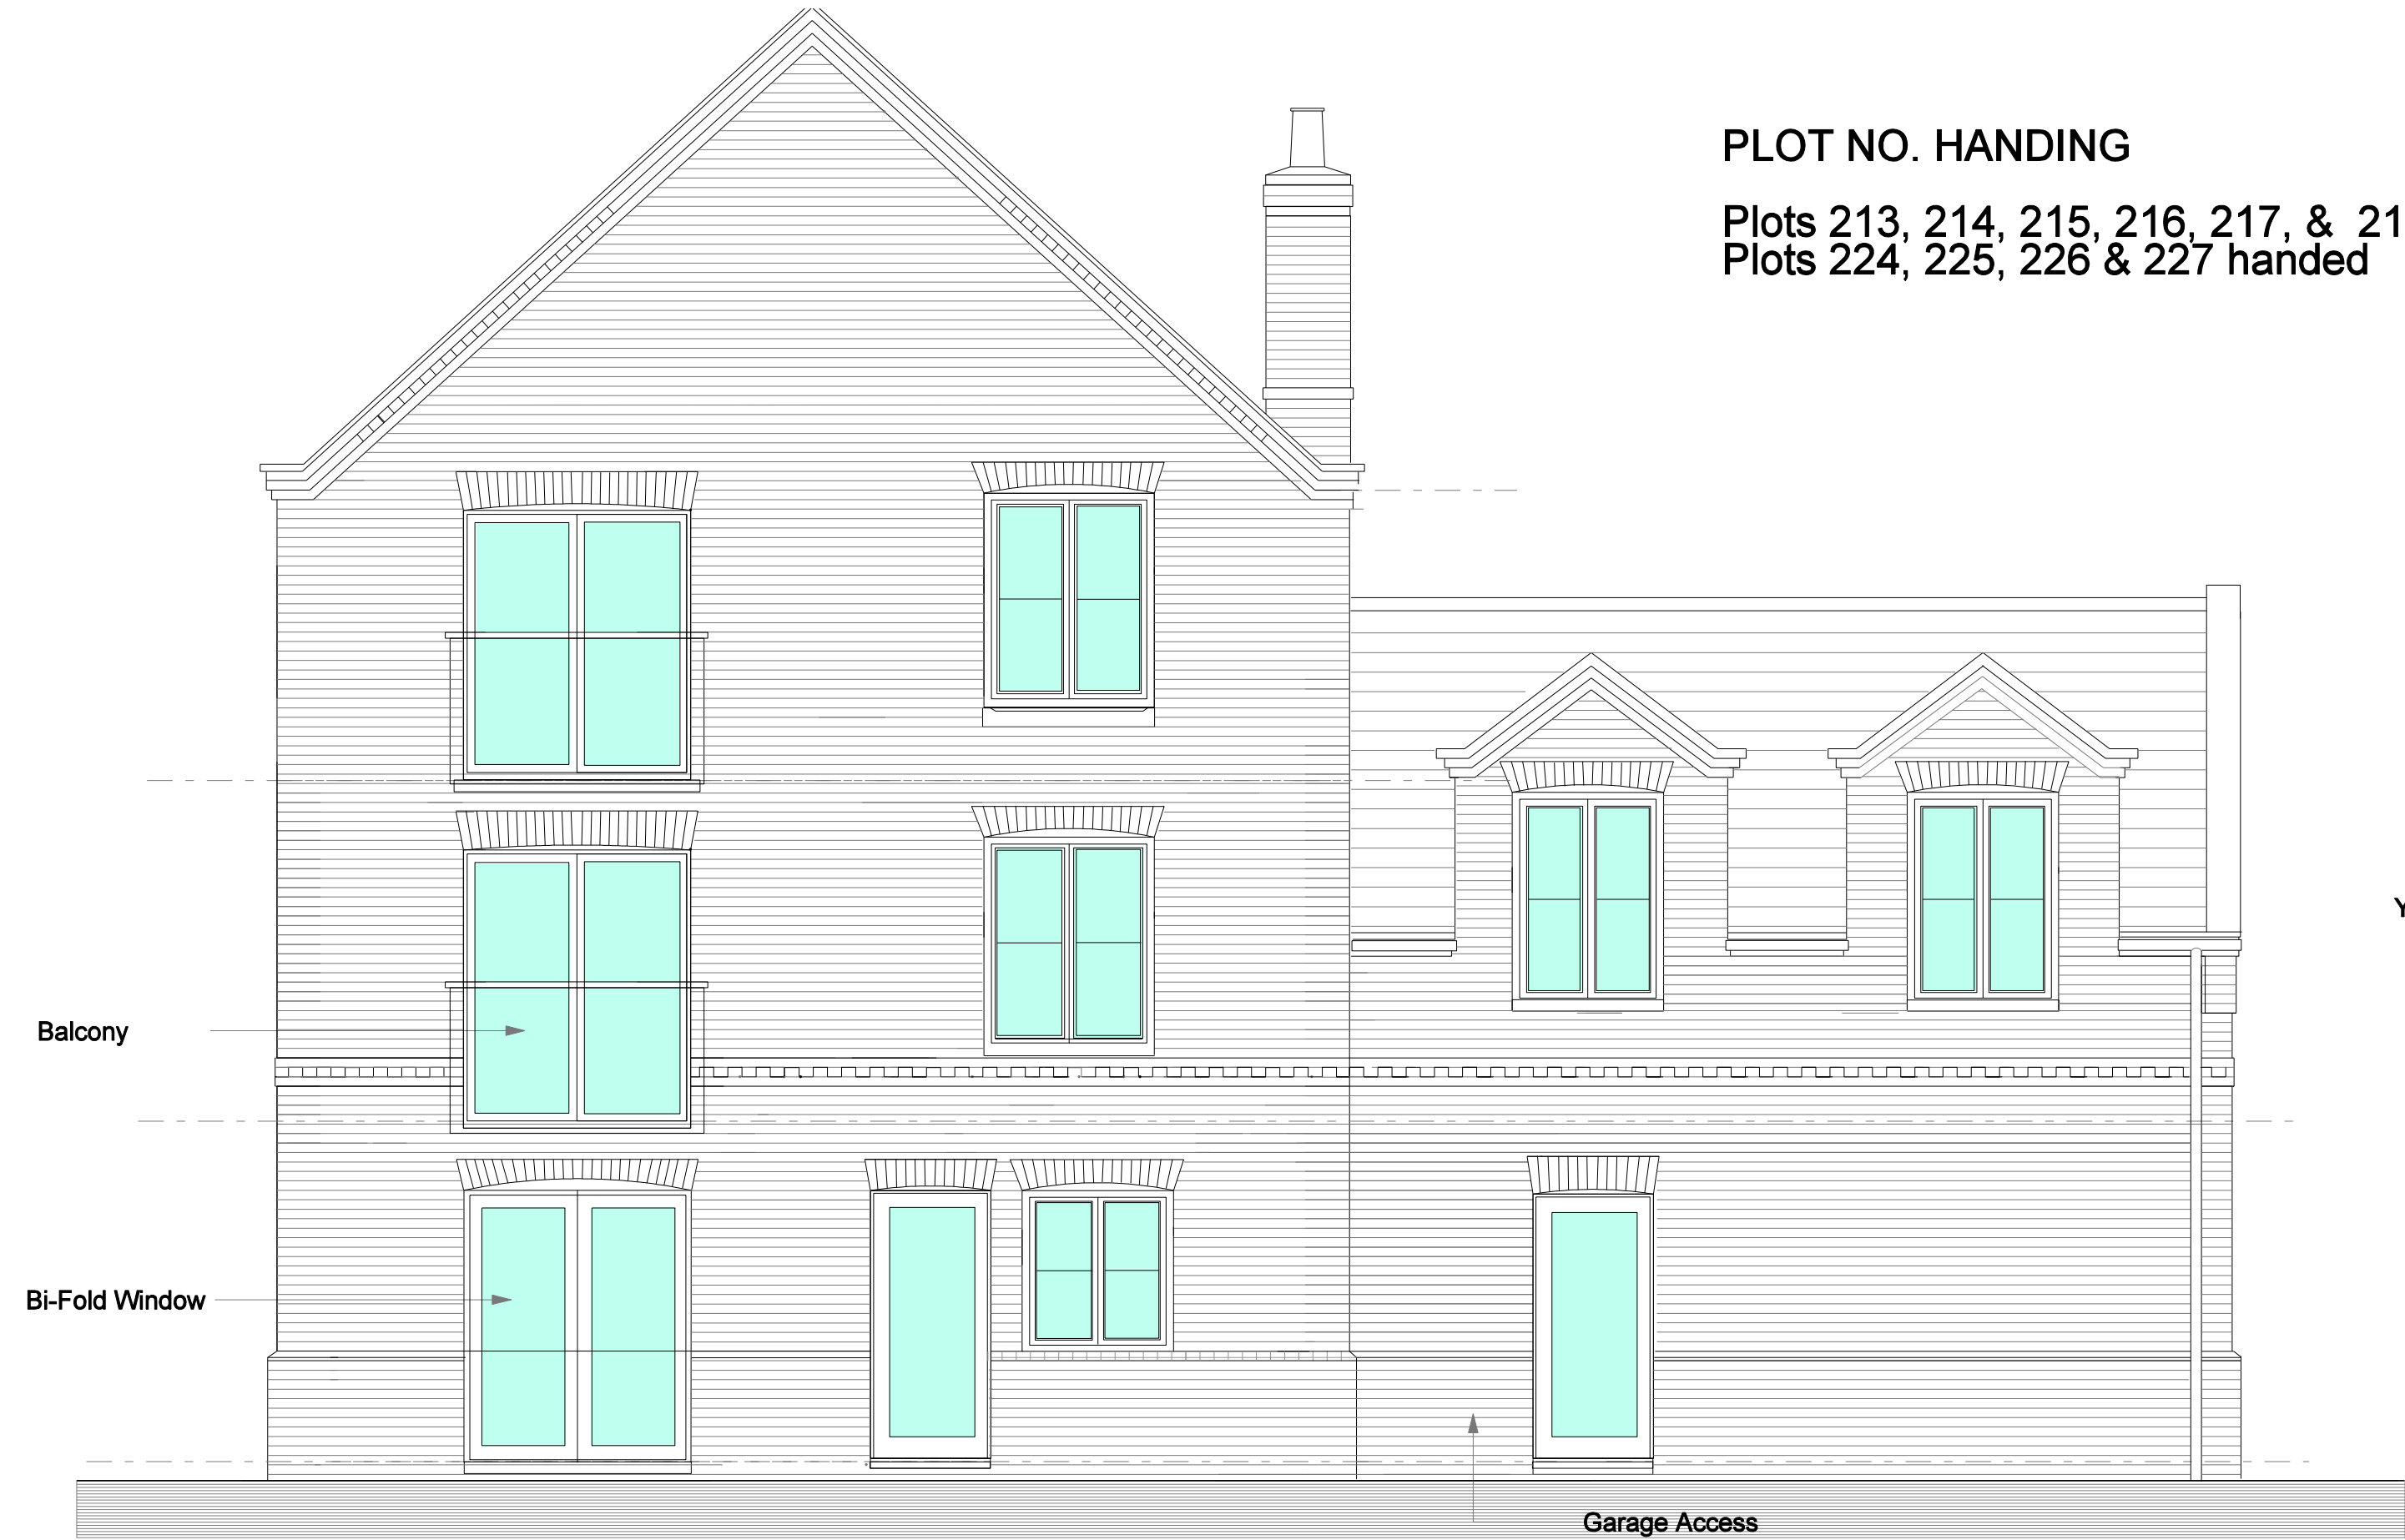 PLOT NO. HANDING
Plots 213, 214, 215, 216, 217, & 21
Plots 224, 225, 226 & 227 handed
Y
Balcony
Bi-Fold Window
Garage Access